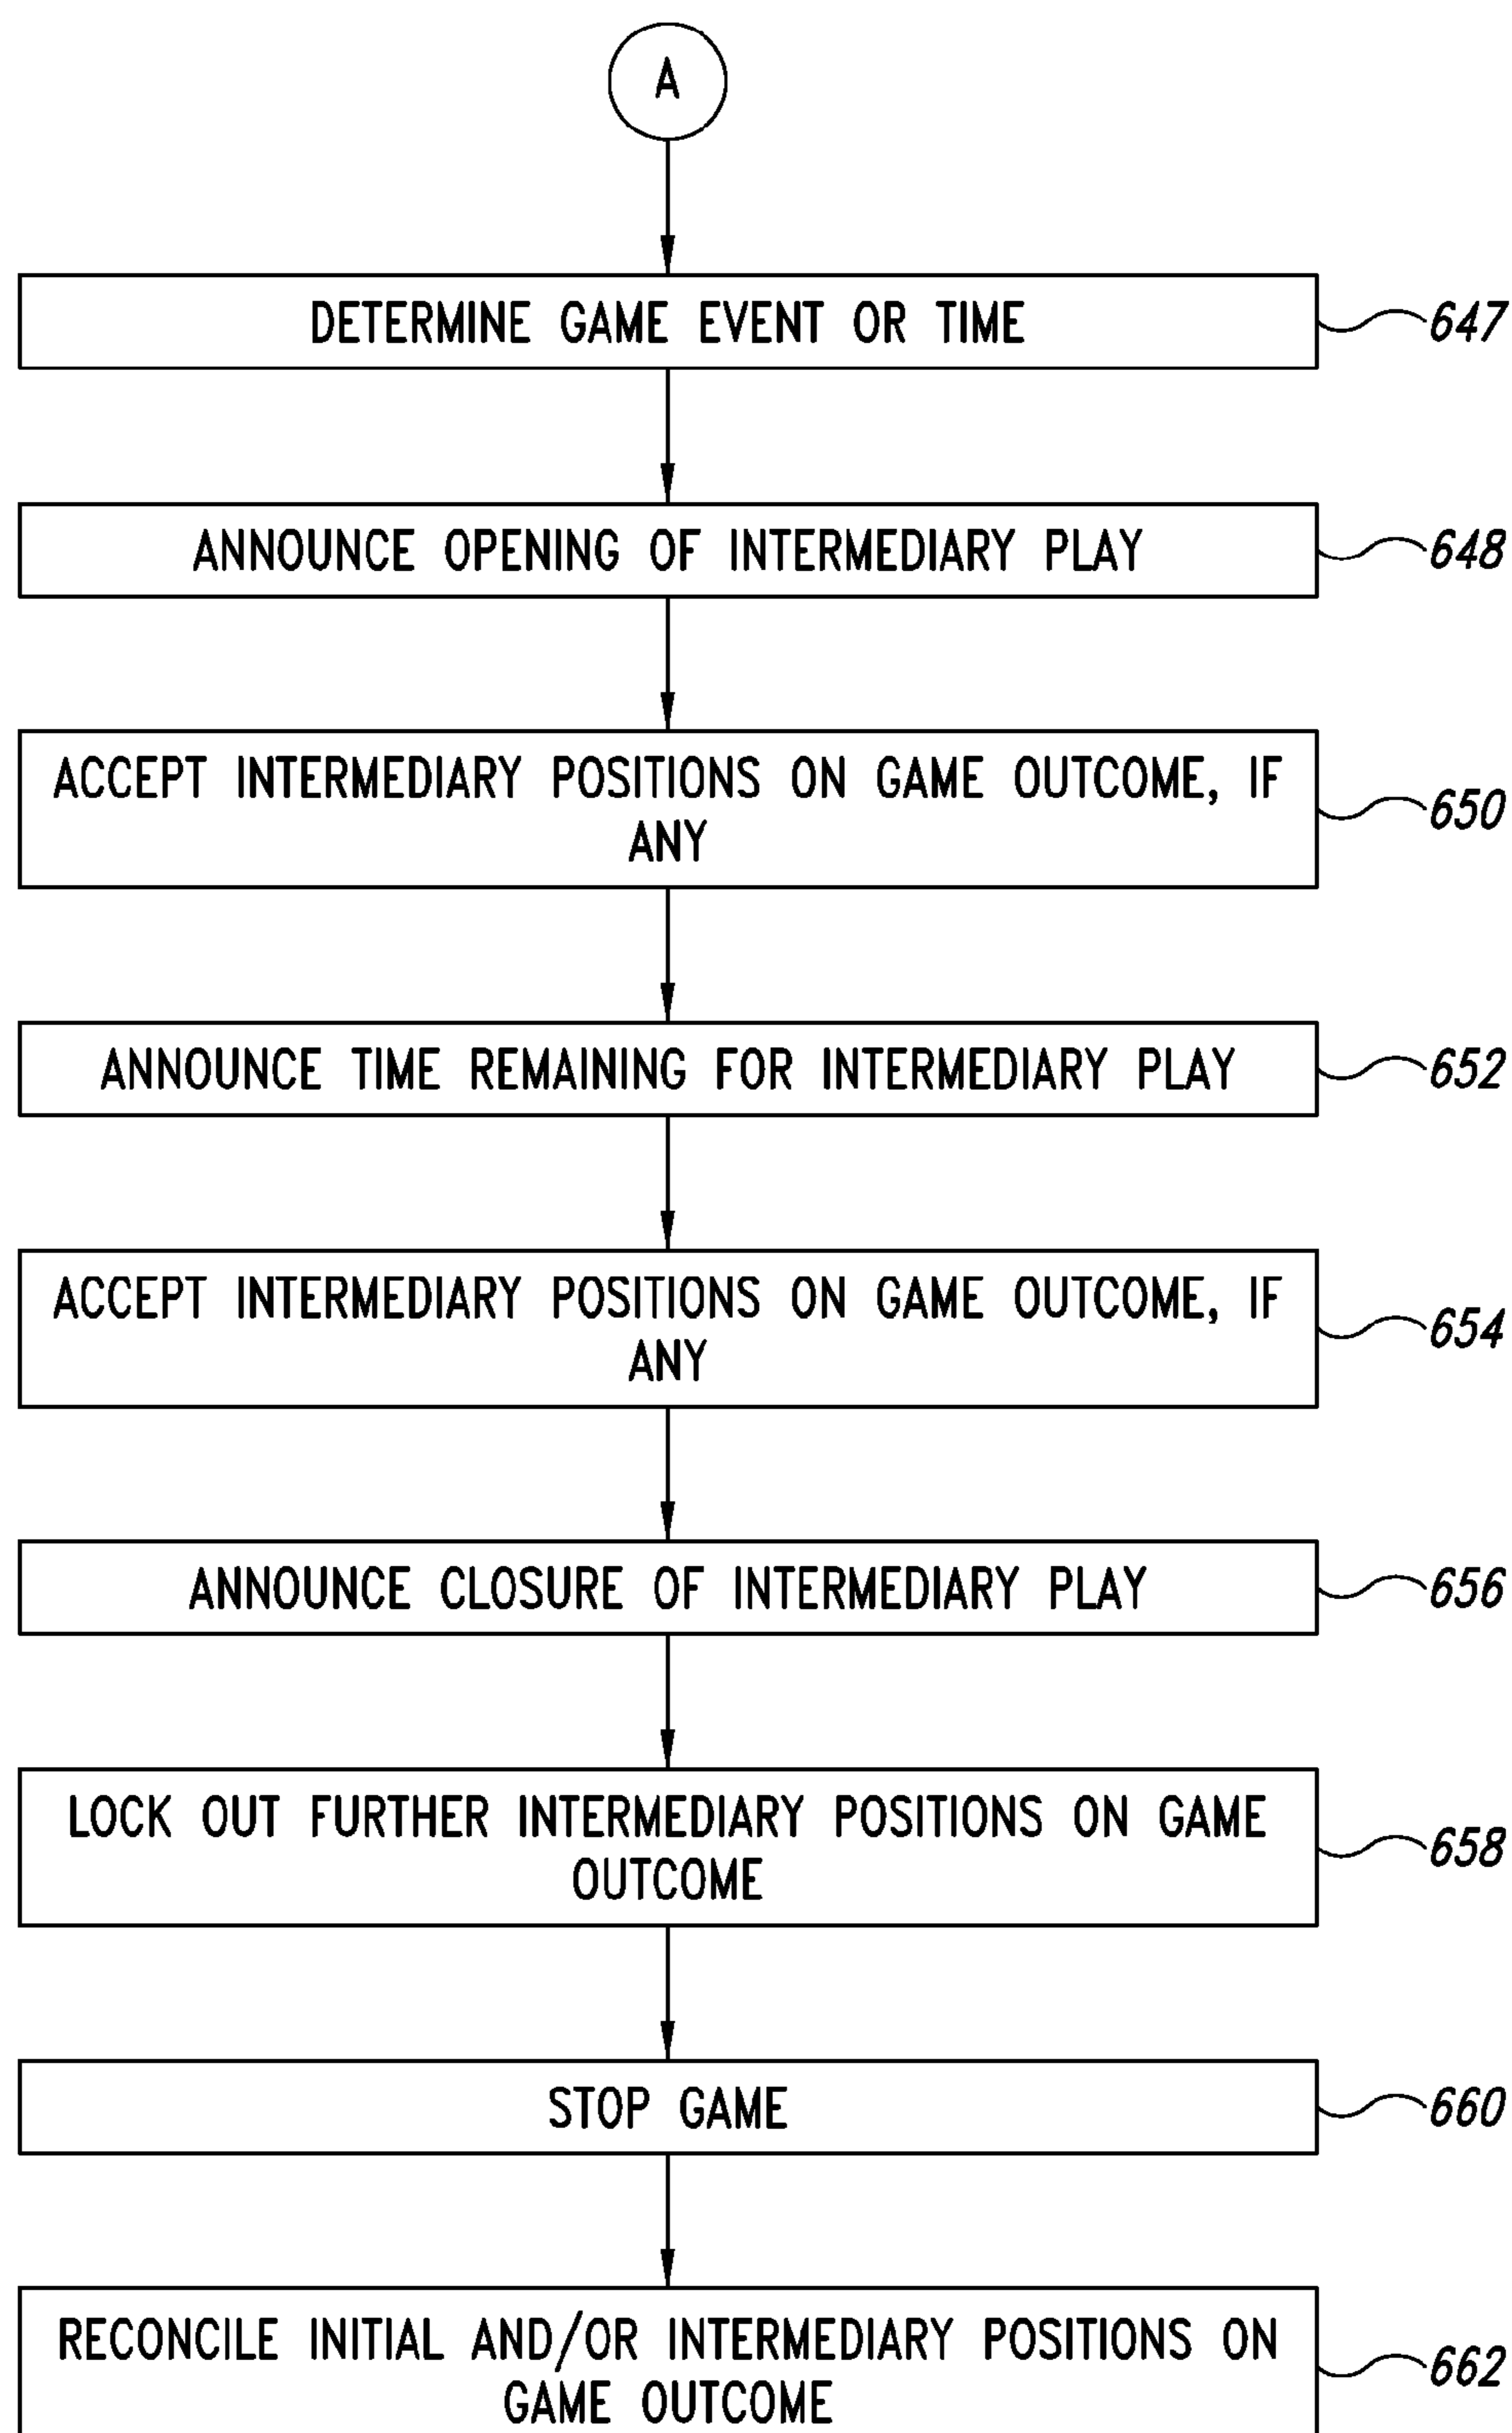 A
DETERMINE GAME EVENT OR TIME
647
ANNOUNCE OPENING OF INTERMEDIARY PLAY
648
ACCEPT INTERMEDIARY POSITIONS ON GAME OUTCOME, IF
ANY
650
ANNOUNCE TIME REMAINING FOR INTERMEDIARY PLAY
652
ACCEPT INTERMEDIARY POSITIONS ON GAME OUTCOME, IF
ANY
654
ANNOUNCE CLOSURE OF INTERMEDIARY PLAY
656
LOCK OUT FURTHER INTERMEDIARY POSITIONS ON GAME
OUTCOME
658
STOP GAME
660
RECONCILE INITIAL AND/OR INTERMEDIARY POSITIONS ON
GAME OUTCOME
662